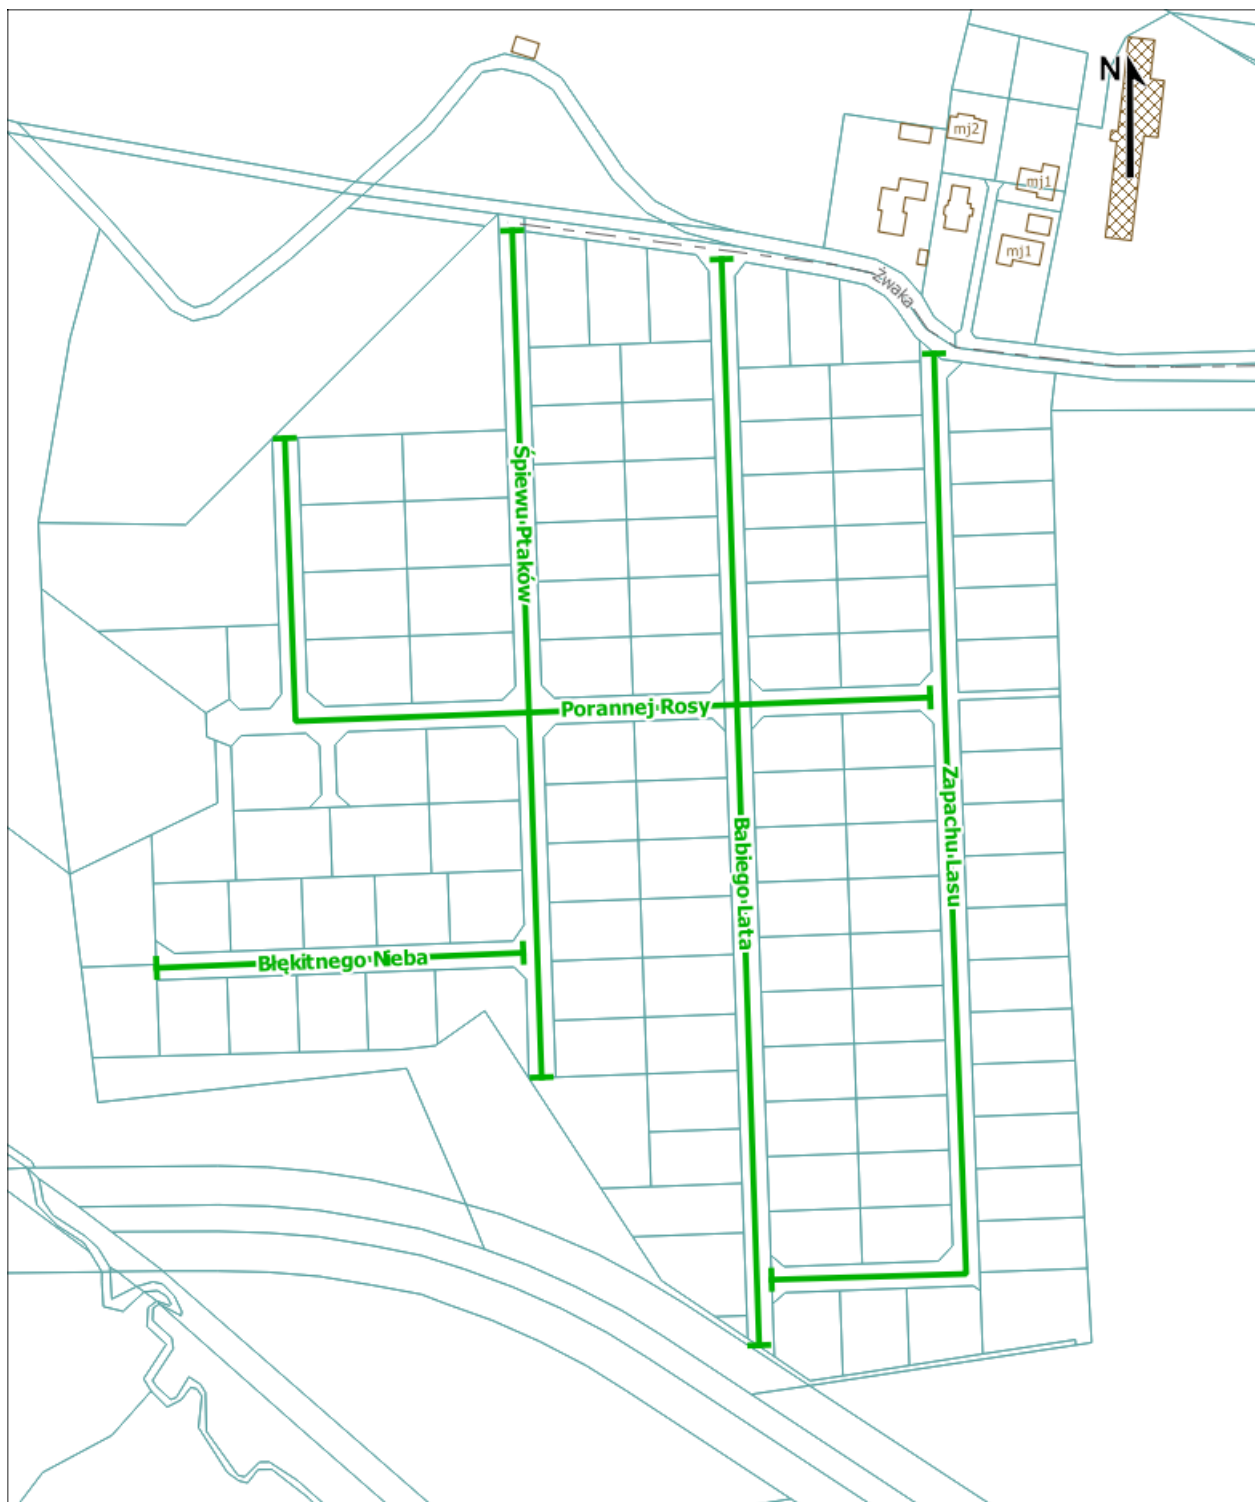 N
mj2
mj1
mj1
Żwaka
Śpiewu Ptaków
Porannej Rosy
Zapachu Lasu
Babiego Lata
Błękitnego Nieba